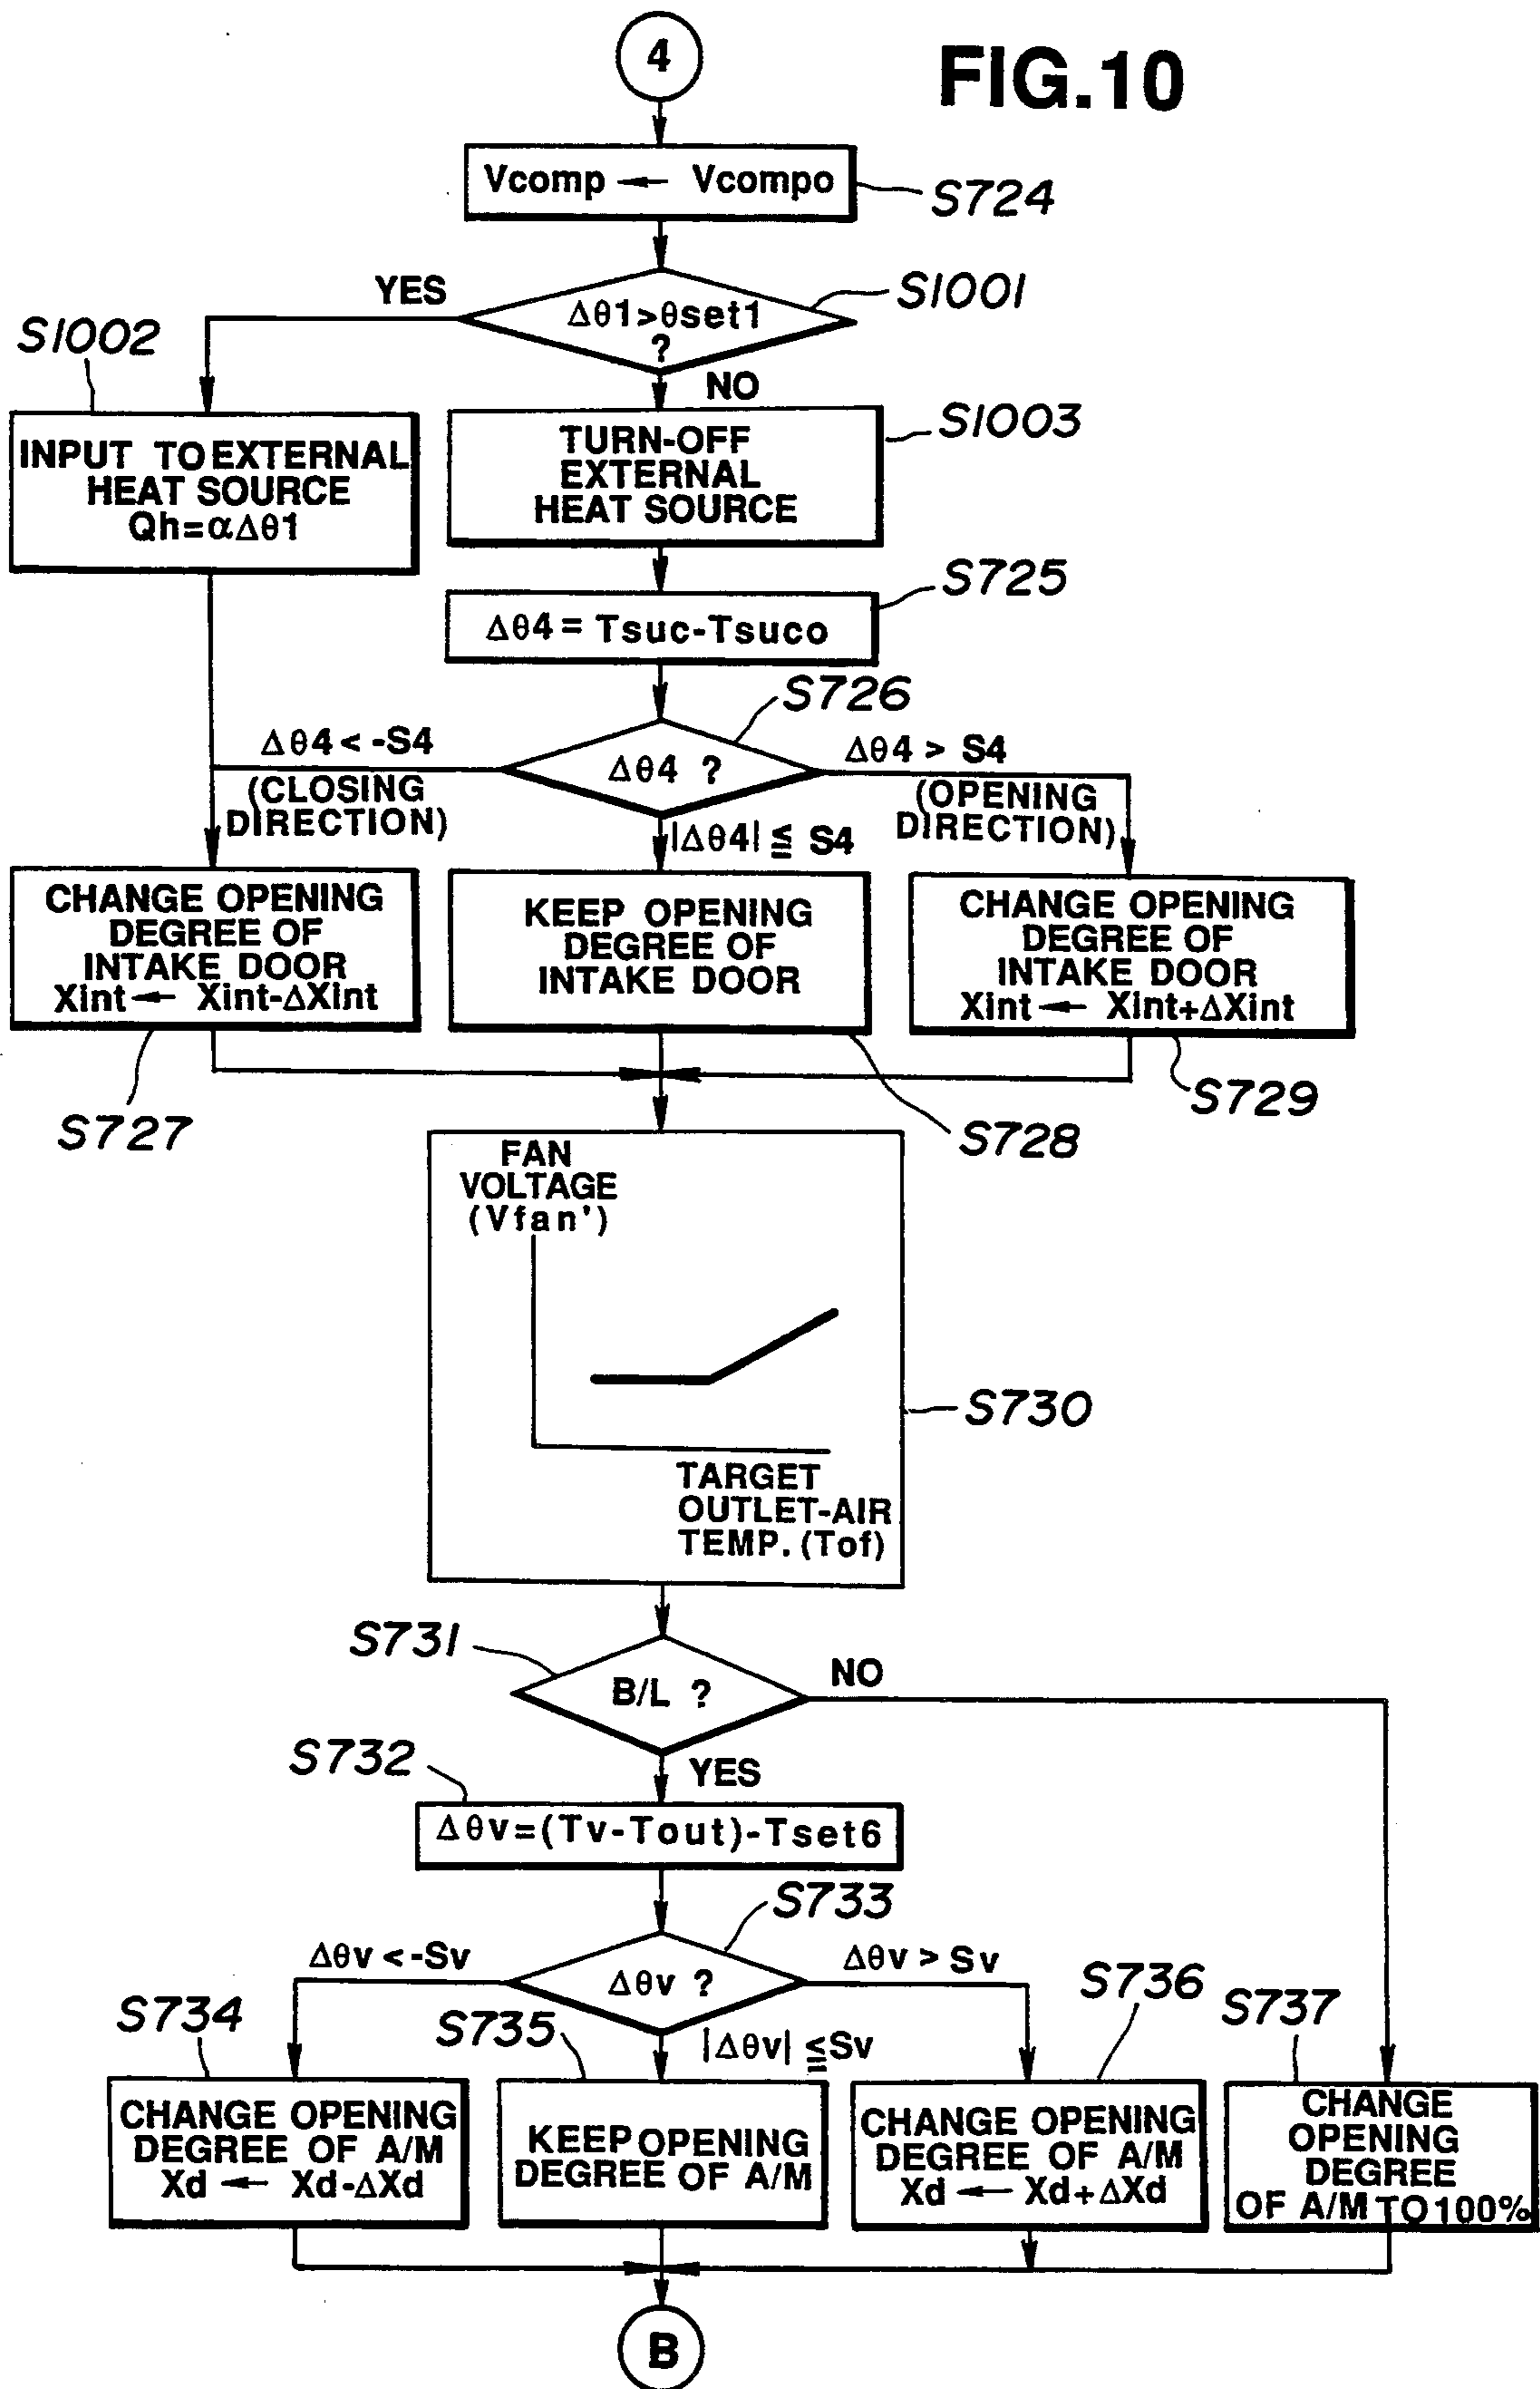 4
FIG.10
Vcomp ← Vcompo
S724
YES
Δθ1>θset1
?
S1001
S1002
NO
INPUT TO EXTERNAL
HEAT SOURCE
Qh=αΔθ1
TURN-OFF
EXTERNAL
HEAT SOURCE
S1003
Δθ4 = Tsuc-Tsuco
S725
S726
Δθ4 < -S4
(CLOSING
DIRECTION)
Δθ4 ?
Δθ4 > S4
(OPENING
DIRECTION)
|Δθ4| ≦ S4
CHANGE OPENING
DEGREE OF
INTAKE DOOR
Xint ← Xint-ΔXint
KEEP OPENING
DEGREE OF
INTAKE DOOR
CHANGE OPENING
DEGREE OF
INTAKE DOOR
Xint ← Xint+ΔXint
S727
S728
S729
FAN
VOLTAGE
(Vfan')
TARGET
OUTLET-AIR
TEMP. (Tof)
S730
S731
B/L ?
NO
YES
S732
Δθv=(Tv-Tout)-Tset6
S733
Δθv <-Sv
Δθv ?
Δθv > Sv
|Δθv| ≦Sv
S734
S735
S736
S737
CHANGE OPENING
DEGREE OF A/M
Xd ← Xd-ΔXd
KEEP OPENING
DEGREE OF A/M
CHANGE OPENING
DEGREE OF A/M
Xd ← Xd+ΔXd
CHANGE
OPENING
DEGREE
OF A/M TO 100%
B